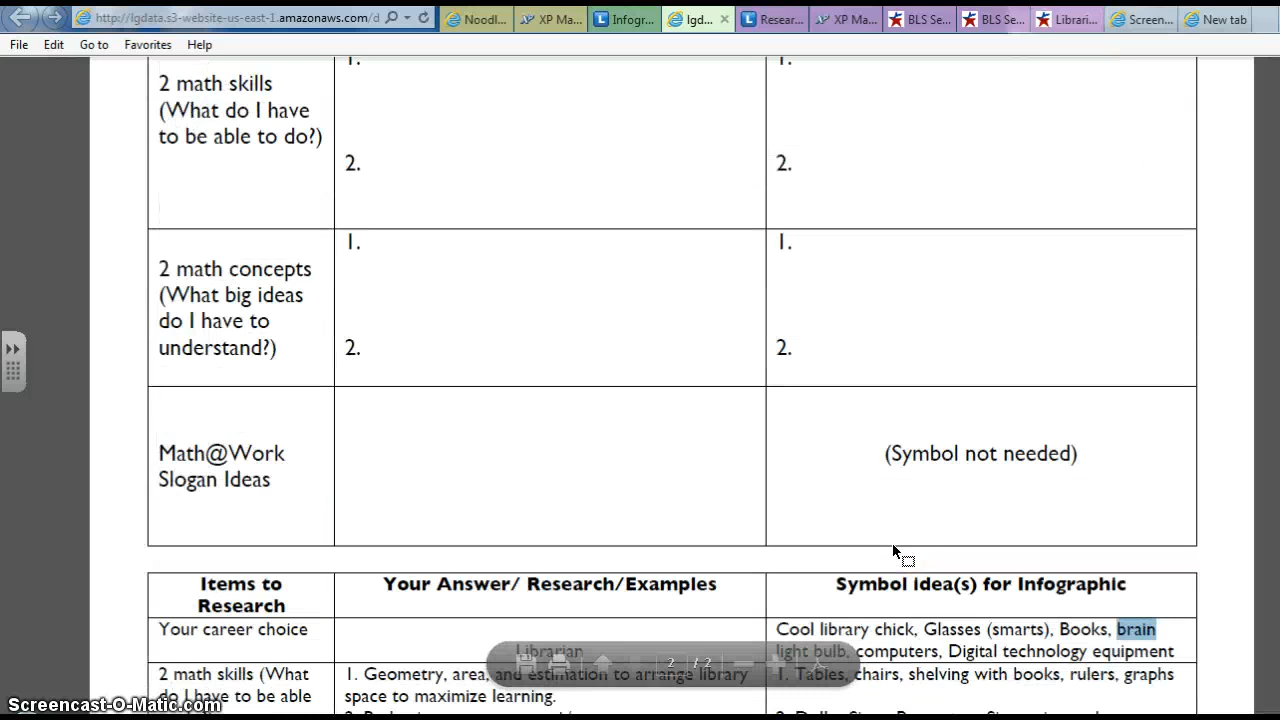 http://lgdata.s3-website-us-east-1.amazonaws.com/d
Noodl...
XP Ma...
Infogr...
lgd...
Resear...
XP Ma...
BLS Se...
BLS Se...
Librari...
Screen...
New tab
File Edit Go to Favorites Help
1.
1.
2 math skills
(What do I have
to be able to do?)
2.
2.
1.
1.
2 math concepts
(What big ideas
do I have to
understand?)
2.
2.
Math@Work
Slogan Ideas
(Symbol not needed)
Items to
Research
Your Answer/ Research/Examples
Symbol idea(s) for Infographic
Your career choice
Librarian
Cool library chick, Glasses (smarts), Books, brain
light bulb, computers, Digital technology equipment
2 / 2
2 math skills (What
do I have to be able
1. Geometry, area, and estimation to arrange library
space to maximize learning.
1. Tables, chairs, shelving with books, rulers, graphs
Screencast-O-Matic.com